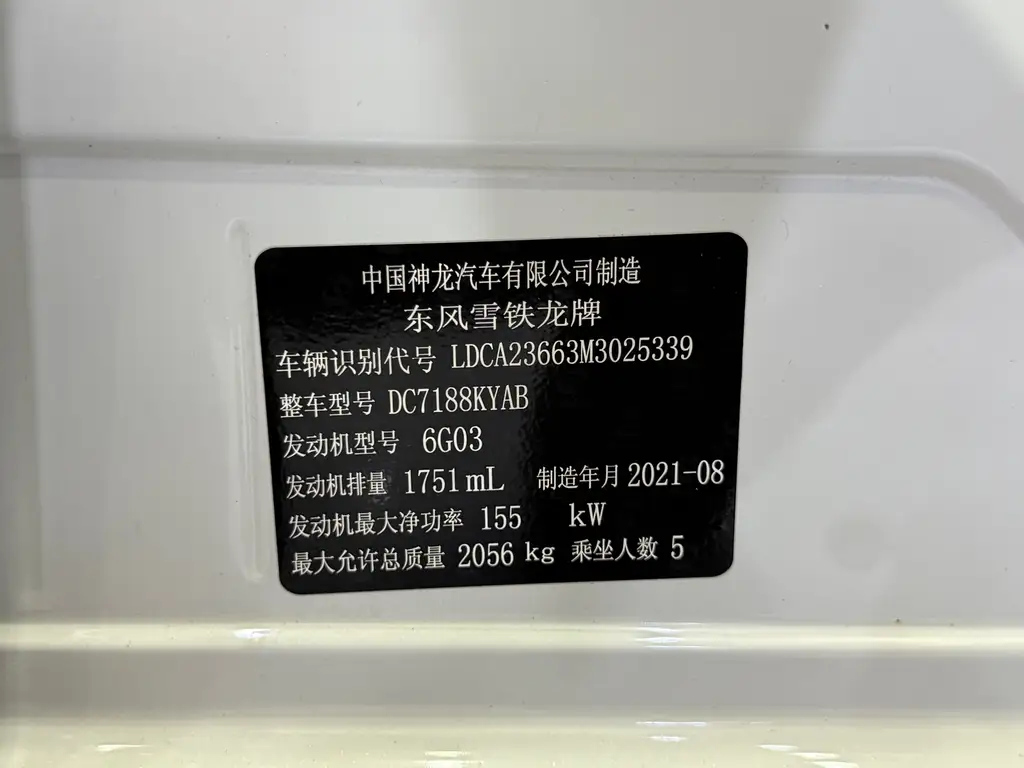 中国神龙汽车有限公司制造
东风雪铁龙牌
车辆识别代号 LDCA23663M3025339
整车型号 DC7188KYAB
发动机型号 6G03
发动机排量 1751mL 制造年月 2021-08
发动机最大净功率 155 kW
最大允许总质量 2056 kg 乘坐人数 5